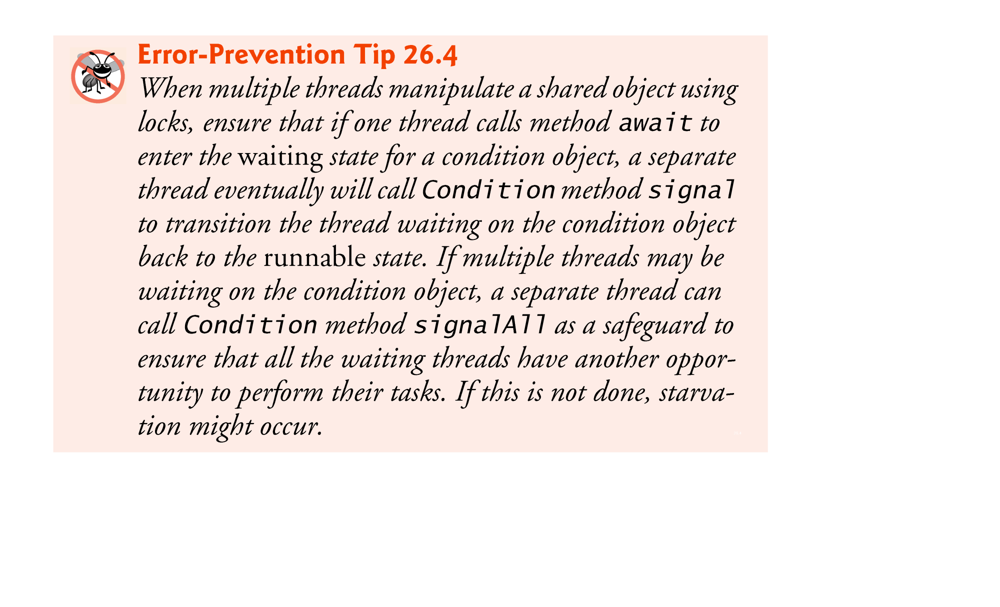 Error-Prevention Tip 26.4
When multiple threads manipulate a shared object using
locks, ensure that if one thread calls method await to
enter the waiting state for a condition object, a separate
thread eventually will call Condition method signal
to transition the thread waiting on the condition object
back to the runnable state. If multiple threads may be
waiting on the condition object, a separate thread can
call Condition method signalAll as a safeguard to
ensure that all the waiting threads have another oppor-
tunity to perform their tasks. If this is not done, starva-
tion might occur.